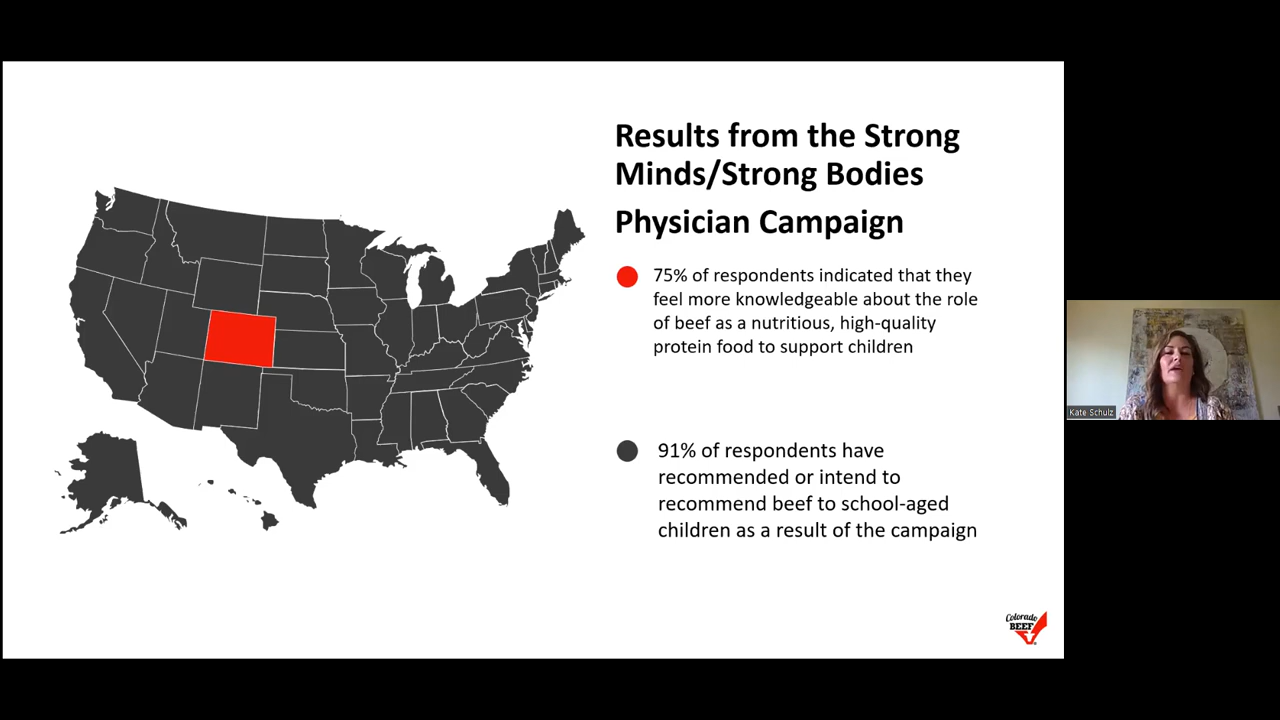 Results from the Strong
Minds/Strong Bodies
Physician Campaign
75% of respondents indicated that they
feel more knowledgeable about the role
of beef as a nutritious, high-quality
protein food to support children
91% of respondents have
recommended or intend to
recommend beef to school-aged
children as a result of the campaign
Kate Schulz
Colorado
BEEF